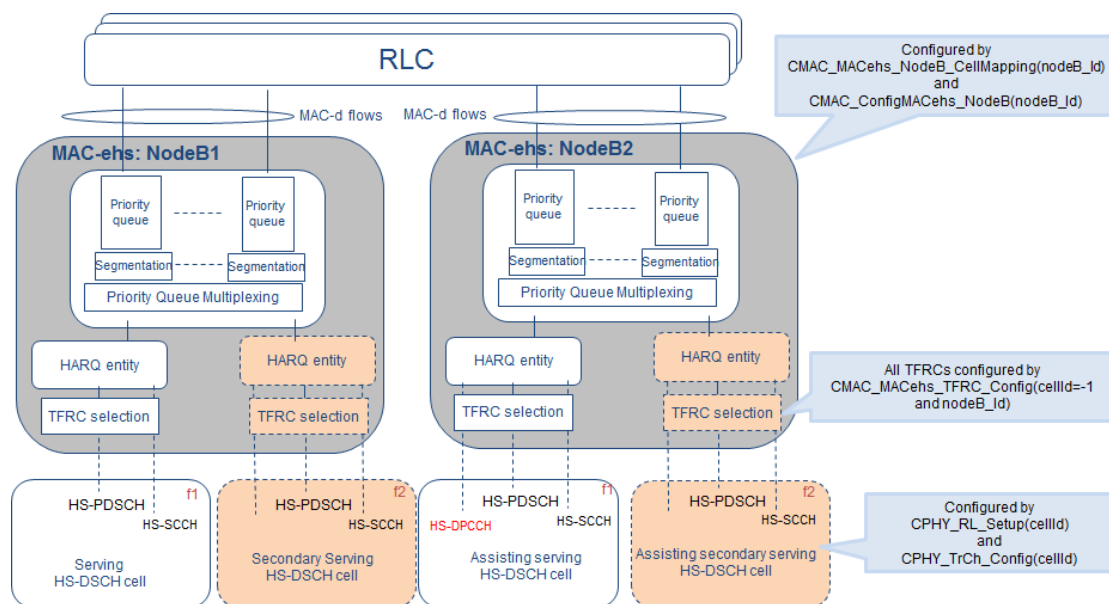 RLC
Configured by
CMAC_MACehs_NodeB_CellMapping(nodeB_Id)
and
CMAC_ConfigMACehs_NodeB(nodeB_Id)
MAC-d flows
MAC-d flows
MAC-ehs: NodeB1
MAC-ehs: NodeB2
Priority
queue
Priority
queue
Priority
queue
Priority
queue
Segmentation
Segmentation
Segmentation
Segmentation
Priority Queue Multiplexing
Priority Queue Multiplexing
HARQ entity
HARQ entity
HARQ entity
HARQ entity
TFRC selection
TFRC selection
TFRC selection
TFRC selection
All TFRCs configured by
CMAC_MACehs_TFRC_Config(cellId=-1
and nodeB_Id)
f1
HS-PDSCH
HS-SCCH
Serving
HS-DSCH cell
f2
HS-PDSCH
HS-SCCH
Secondary Serving
HS-DSCH cell
f1
HS-PDSCH
HS-DPCCH
HS-SCCH
Assisting serving
HS-DSCH cell
f2
HS-PDSCH
HS-SCCH
Assisting secondary serving
HS-DSCH cell
Configured by
CPHY_RL_Setup(cellId)
and
CPHY_TrCh_Config(cellId)